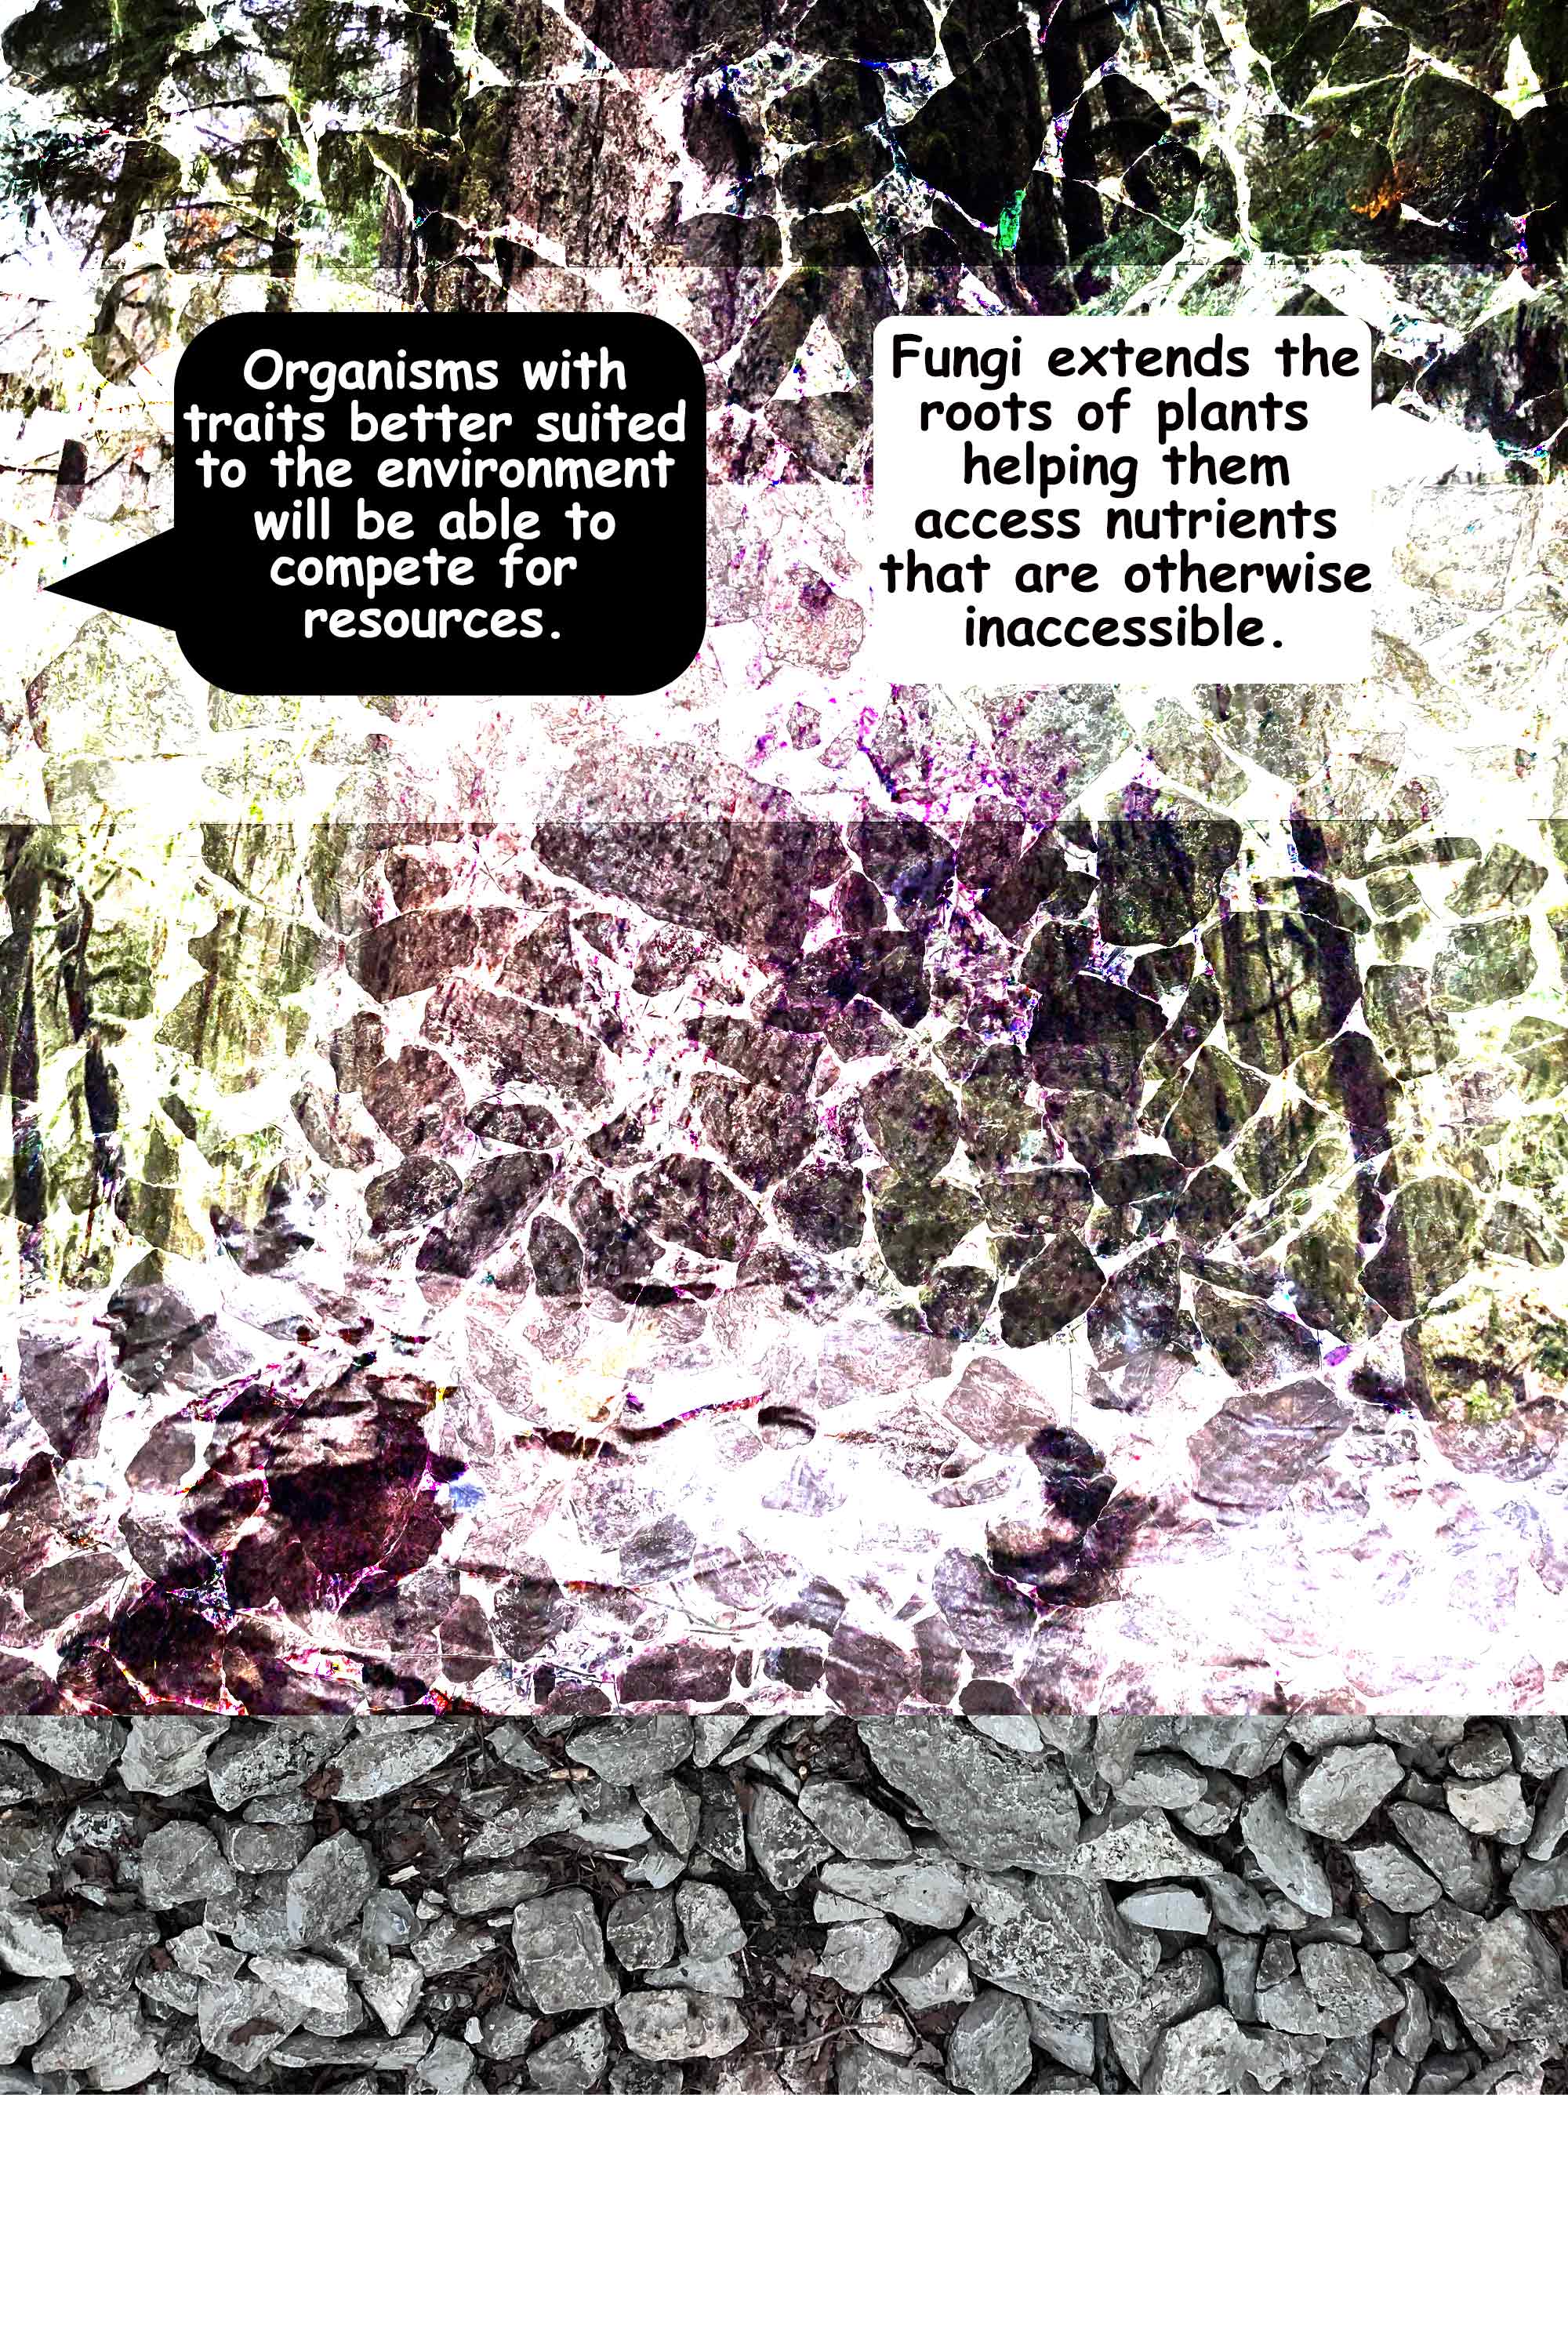 Organisms with
traits better suited
to the environment
will be able to
compete for
resources.
Fungi extends the
roots of plants
helping them
access nutrients
that are otherwise
inaccessible.